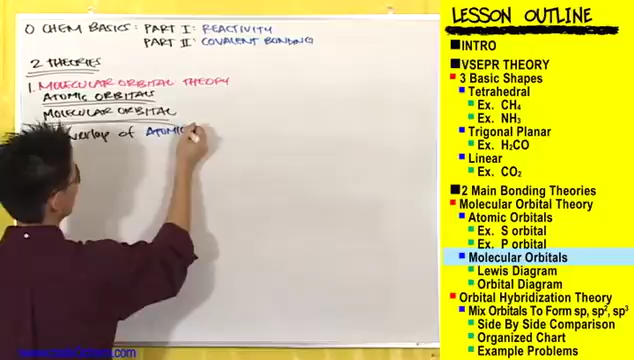 O CHEM BASICS: PART I: REACTIVITY
PART II: COVALENT BONDING
2 THEORIES
1. MOLECULAR ORBITAL THEORY
ATOMIC ORBITALS
MOLECULAR ORBITAL
overlap of ATOMIC
LESSON OUTLINE
INTRO
VSEPR THEORY
3 Basic Shapes
Tetrahedral
Ex. CH₄
Ex. NH₃
Trigonal Planar
Ex. H₂CO
Linear
Ex. CO₂
2 Main Bonding Theories
Molecular Orbital Theory
Atomic Orbitals
Ex. S orbital
Ex. P orbital
Molecular Orbitals
Lewis Diagram
Orbital Diagram
Orbital Hybridization Theory
Mix Orbitals To Form sp, sp², sp³
Side By Side Comparison
Organized Chart
Example Problems